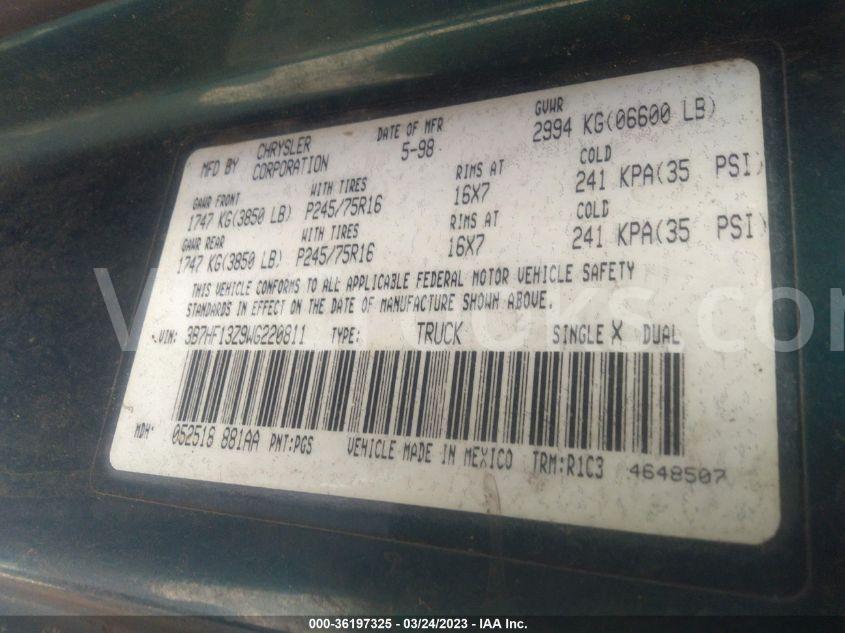 MFD BY CHRYSLER CORPORATION DATE OF MFR 5-98 GVWR 2994 KG(06600 LB)
GAWR FRONT WITH TIRES RIMS AT COLD
1747 KG(3850 LB) P245/75R16 16X7 241 KPA(35 PSI)
GAWR REAR WITH TIRES RIMS AT COLD
1747 KG(3850 LB) P245/75R16 16X7 241 KPA(35 PSI)
THIS VEHICLE CONFORMS TO ALL APPLICABLE FEDERAL MOTOR VEHICLE SAFETY
STANDARDS IN EFFECT ON THE DATE OF MANUFACTURE SHOWN ABOVE.
VIN: 3B7HF13Z9WG220811 TYPE: TRUCK SINGLE X DUAL
MDH: 052516 881AA PNT:PGS VEHICLE MADE IN MEXICO TRM:R1C3 4648507
000-36197325 - 03/24/2023 - IAA Inc.